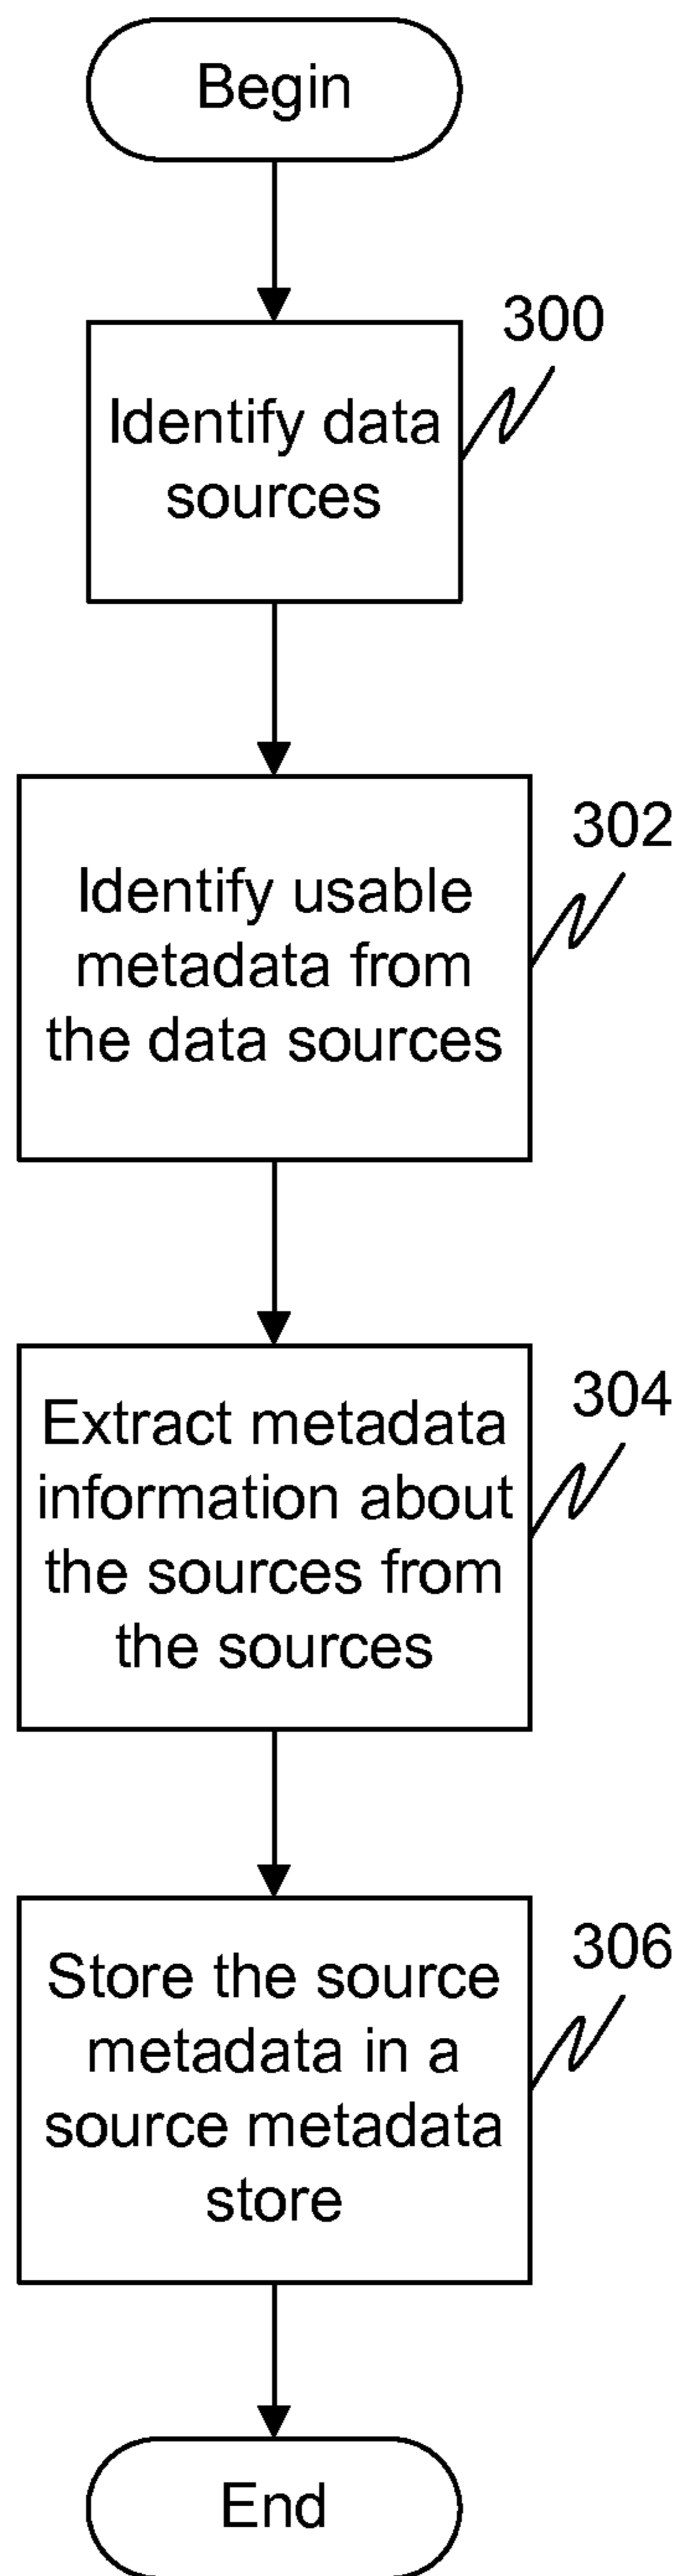 Begin
300
Identify data
sources
302
Identify usable
metadata from
the data sources
304
Extract metadata
information about
the sources from
the sources
306
Store the source
metadata in a
source metadata
store
End